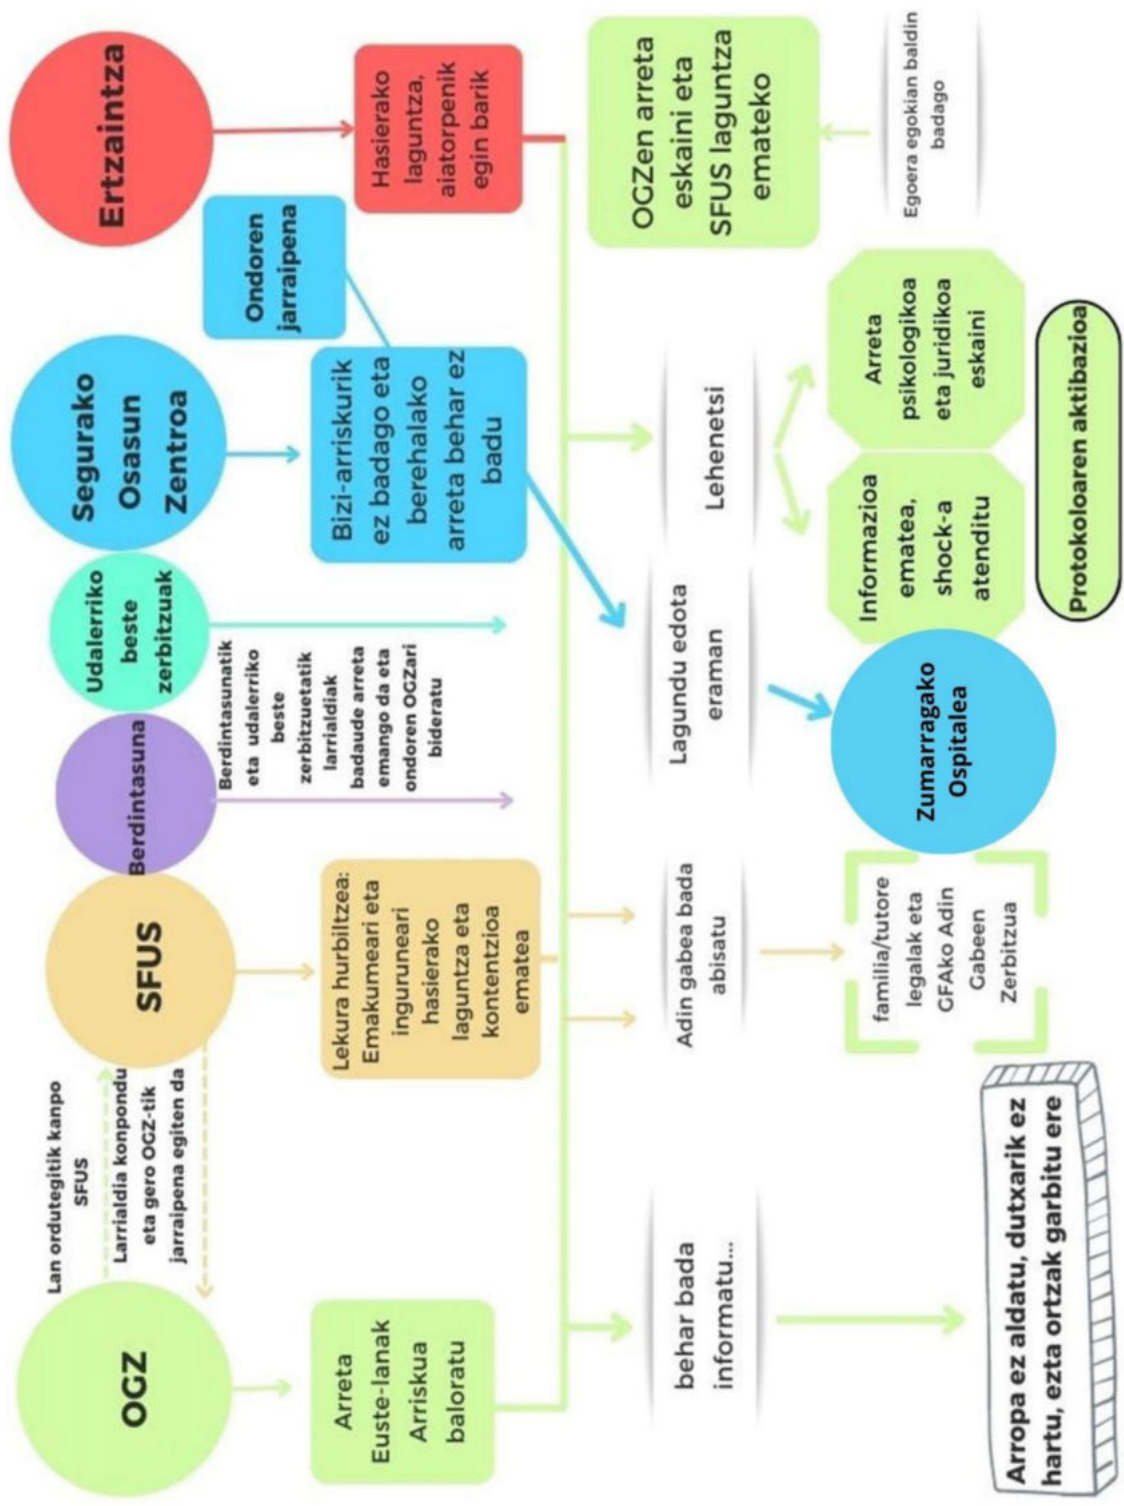 OGZ
Lan ordutegitik kanpo
SFUS
Larrialdia konpondu
eta gero OGZ-tik
jarraipena egiten da
SFUS
Berdintasuna
Udalerriko
beste
zerbitzuak
Segurako
Osasun
Zentroa
Ondoren
jarraipena
Ertzaintza
Arreta
Euste-lanak
Arriskua
baloratu
Lekura hurbiltzea:
Emakumeari eta
inguruneari
hasierako
laguntza eta
kontentzioa
ematea
Berdintasunatik
eta udalerriko
beste
zerbitzuetatik
larrialdiak
badaude arreta
emango da eta
ondoren OGZari
bideratu
Bizi-arriskurik
ez badago eta
berehalako
arreta behar ez
badu
Hasierako
laguntza,
aiatorpenik
egin barik
behar bada
informatu...
Adin gabea bada
abisatu
Lagundu edota
eraman
Lehenetsi
OGZen arreta
eskaini eta
SFUS laguntza
emateko
Egoera egokian baldin
badago
familia/tutore
legalak eta
GFAko Adin
Gabeen
Zerbitzua
Zumarragako
Ospitalea
Informazioa
ematea,
shock-a
atenditu
Arreta
psikologikoa
eta juridikoa
eskaini
Arropa ez aldatu, dutxarik ez
hartu, ezta ortzak garbitu ere
Protokoloaren aktibazioa